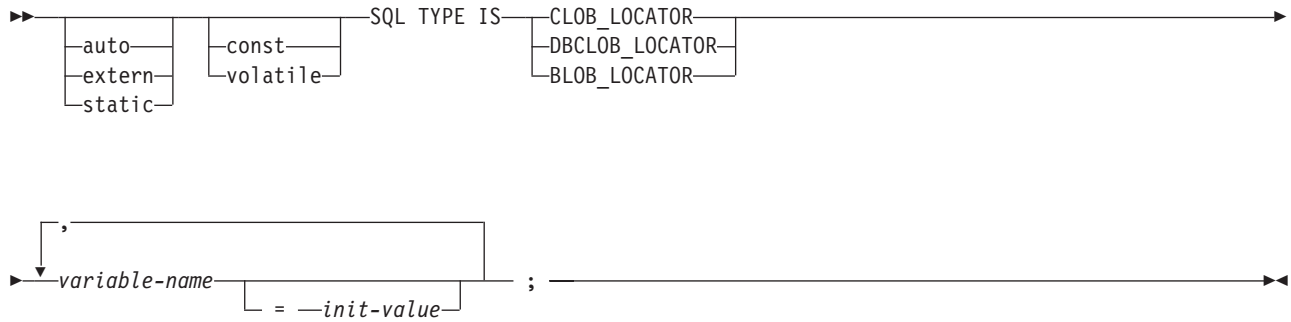 SQL TYPE IS CLOB_LOCATOR
auto const DBCLOB_LOCATOR
extern volatile BLOB_LOCATOR
static
,
variable-name ;
= init-value